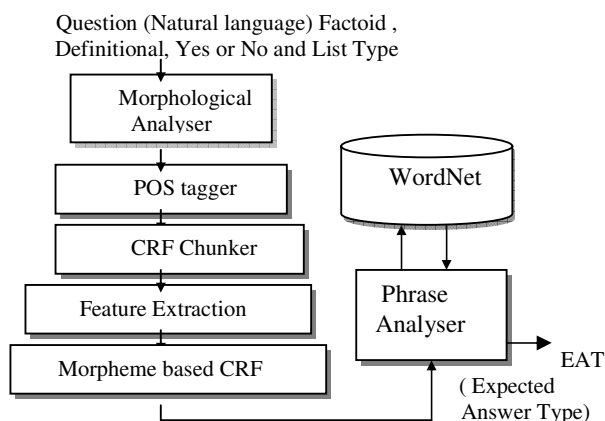 Question (Natural language) Factoid ,
Definitional, Yes or No and List Type
Morphological
Analyser
POS tagger
CRF Chunker
Feature Extraction
Morpheme based CRF
WordNet
Phrase
Analyser
EAT
( Expected
Answer Type)